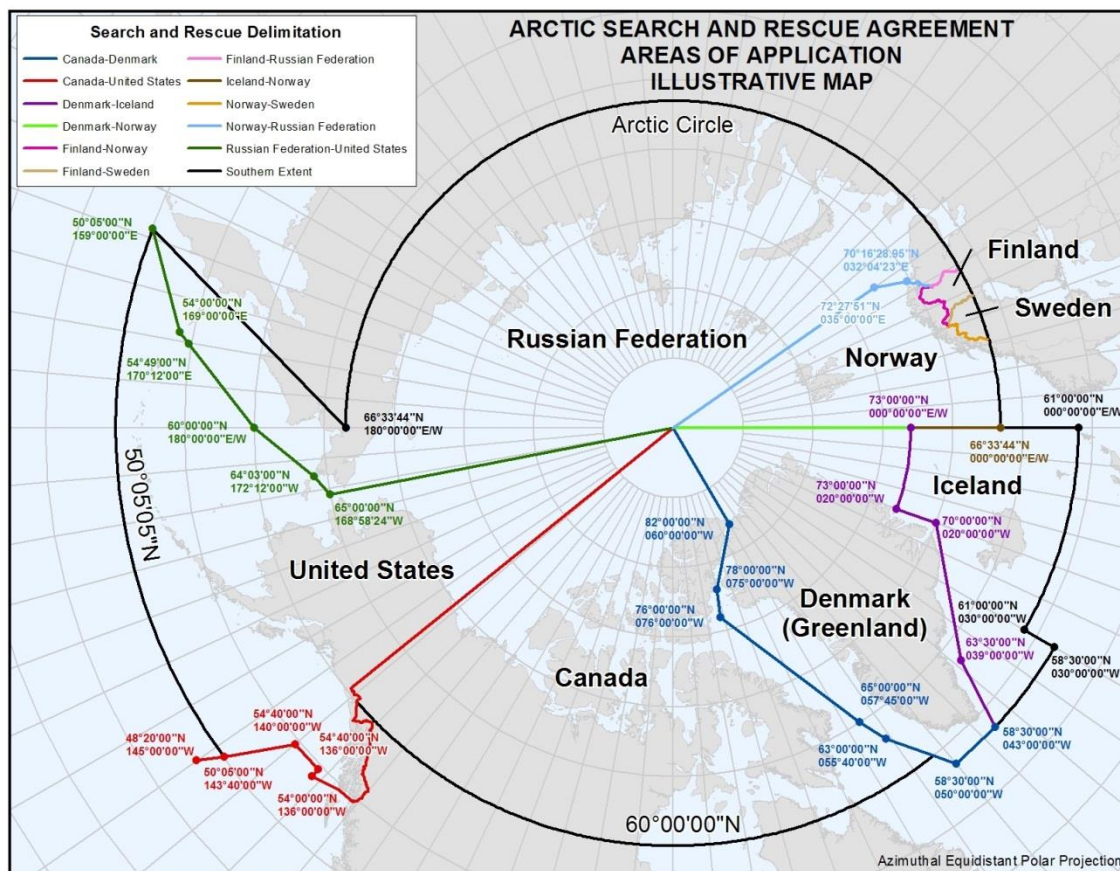 ARCTIC SEARCH AND RESCUE AGREEMENT
AREAS OF APPLICATION
ILLUSTRATIVE MAP
Search and Rescue Delimitation
Canada-Denmark
Canada-United States
Denmark-Iceland
Denmark-Norway
Finland-Norway
Finland-Sweden
Finland-Russian Federation
Iceland-Norway
Norway-Sweden
Norway-Russian Federation
Russian Federation-United States
Southern Extent
Arctic Circle
50°05'00"N
159°00'00"E
54°00'00"N
169°00'00"E
54°49'00"N
170°12'00"E
60°00'00"N
180°00'00"E/W
64°03'00"N
172°12'00"W
65°00'00"N
168°58'24"W
66°33'44"N
180°00'00"E/W
50°05'05"N
Russian Federation
70°16'28.95"N
032°04'23"E
72°27'51"N
035°00'00"E
Finland
Sweden
Norway
73°00'00"N
000°00'00"E/W
61°00'00"N
000°00'00"E/W
66°33'44"N
000°00'00"E/W
73°00'00"N
020°00'00"W
Iceland
70°00'00"N
020°00'00"W
United States
82°00'00"N
060°00'00"W
78°00'00"N
075°00'00"W
76°00'00"N
076°00'00"W
Denmark
(Greenland)
61°00'00"N
030°00'00"W
63°30'00"N
039°00'00"W
58°30'00"N
030°00'00"W
Canada
65°00'00"N
057°45'00"W
63°00'00"N
055°40'00"W
58°30'00"N
043°00'00"W
58°30'00"N
050°00'00"W
48°20'00"N
145°00'00"W
50°05'00"N
143°40'00"W
54°40'00"N
140°00'00"W
54°40'00"N
136°00'00"W
54°00'00"N
136°00'00"W
60°00'00"N
Azimuthal Equidistant Polar Projection